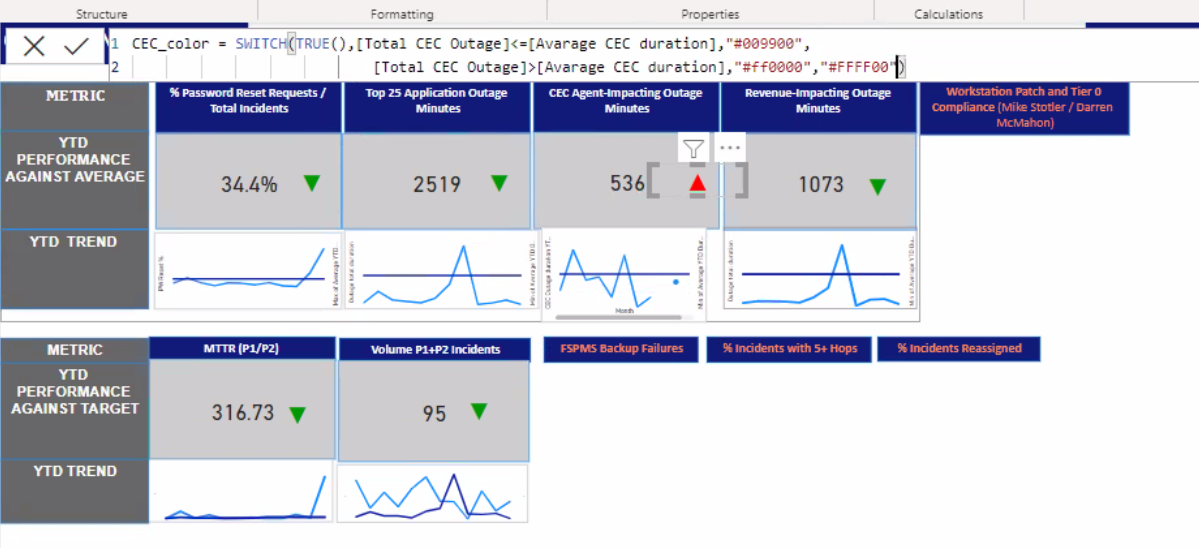 Structure
Formatting
Properties
Calculations
1 CEC_color = SWITCH(TRUE(),[Total CEC Outage]<=[Avarage CEC duration],"#009900",
2 [Total CEC Outage]>[Avarage CEC duration],"#ff0000","#FFFF00")
METRIC
% Password Reset Requests /
Total Incidents
Top 25 Application Outage
Minutes
CEC Agent-Impacting Outage
Minutes
Revenue-Impacting Outage
Minutes
Workstation Patch and Tier 0
Compliance (Mike Stotler / Darren
McMahon)
YTD
PERFORMANCE
AGAINST AVERAGE
34.4%
2519
536
1073
YTD TREND
PW Reset %
Max of Average YTD
Outage total duration
Max of Average YTD D...
CEC Outage duration YT...
Max of Average YTD Dur...
Month
Outage total duration
Max of Average YTD Du...
METRIC
MTTR (P1/P2)
Volume P1+P2 Incidents
FSPMS Backup Failures
% Incidents with 5+ Hops
% Incidents Reassigned
YTD
PERFORMANCE
AGAINST TARGET
316.73
95
YTD TREND